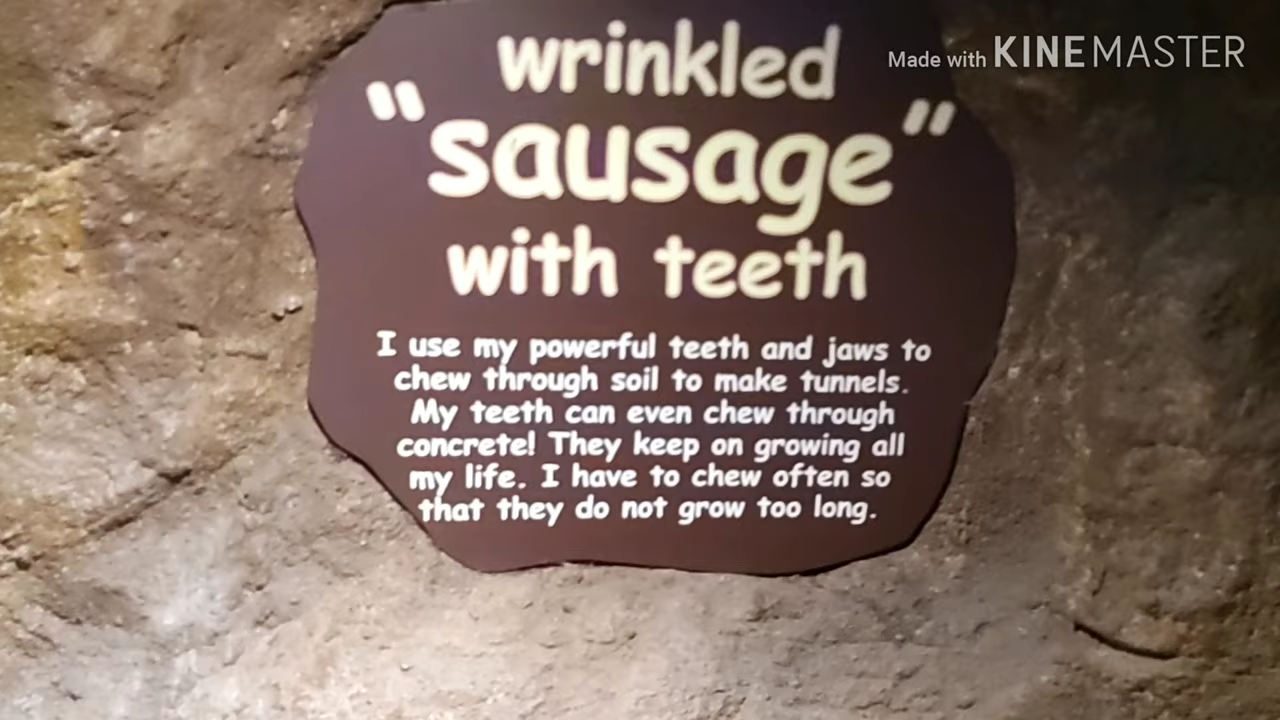 Made with KINEMASTER
wrinkled
"sausage"
with teeth
I use my powerful teeth and jaws to
chew through soil to make tunnels.
My teeth can even chew through
concrete! They keep on growing all
my life. I have to chew often so
that they do not grow too long.